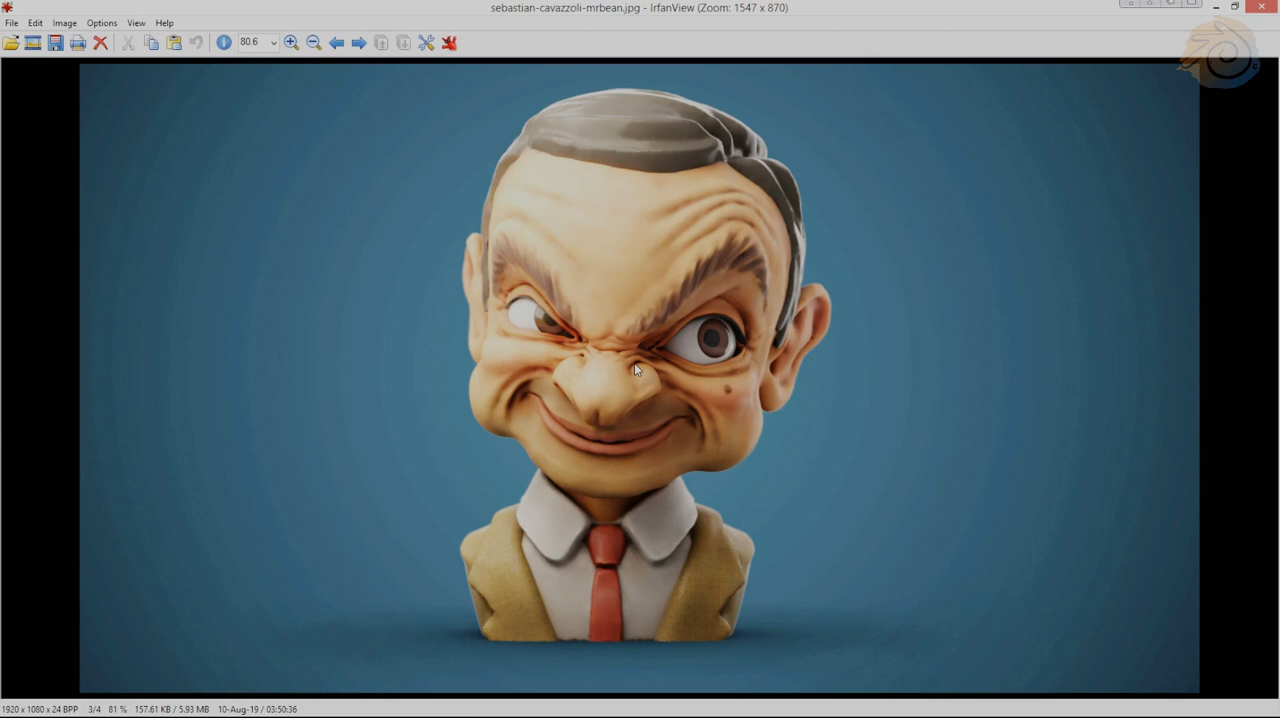 sebastian-cavazzoli-mrbean.jpg - IrfanView (Zoom: 1547 x 870)
File Edit Image Options View Help
80.6
1920 x 1080 x 24 BPP 3/4 81 % 157.61 KB / 5.93 MB 10-Aug-19 / 03:50:36